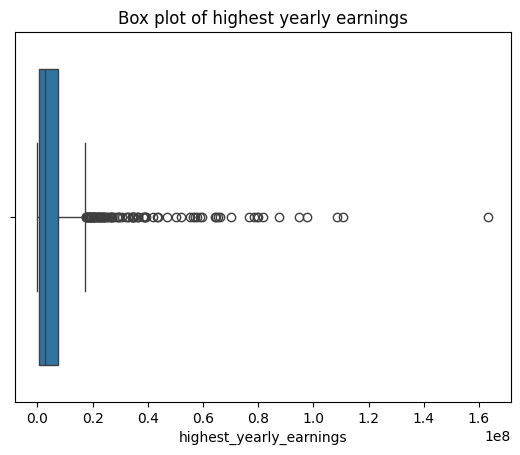 Box plot of highest yearly earnings
0.0 0.2 0.4 0.6 0.8 1.0 1.2 1.4 1.6
1e8
highest_yearly_earnings